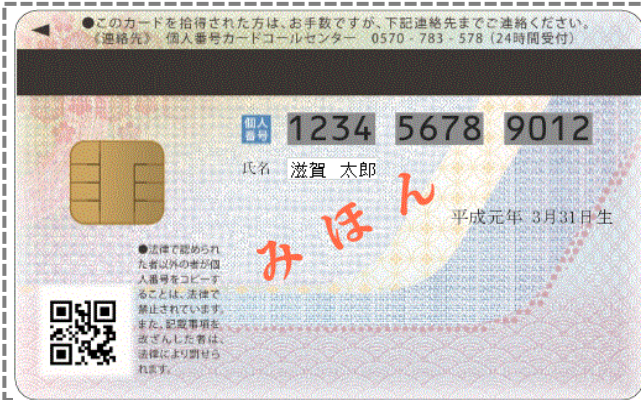 ●このカードを拾得された方は、お手数ですが、下記連絡先までご連絡ください。
《連絡先》 個人番号カードコールセンター 0570-783-578（24時間受付）
個人番号 1234 5678 9012
氏名 滋賀 太郎
みほん
平成元年 3月31日生
●法律で認められ
た者以外の者が個
人番号をコピーす
ることは、法律で
禁止されています。
また、記載事項を
改ざんした者は、
法律により罰せら
れます。